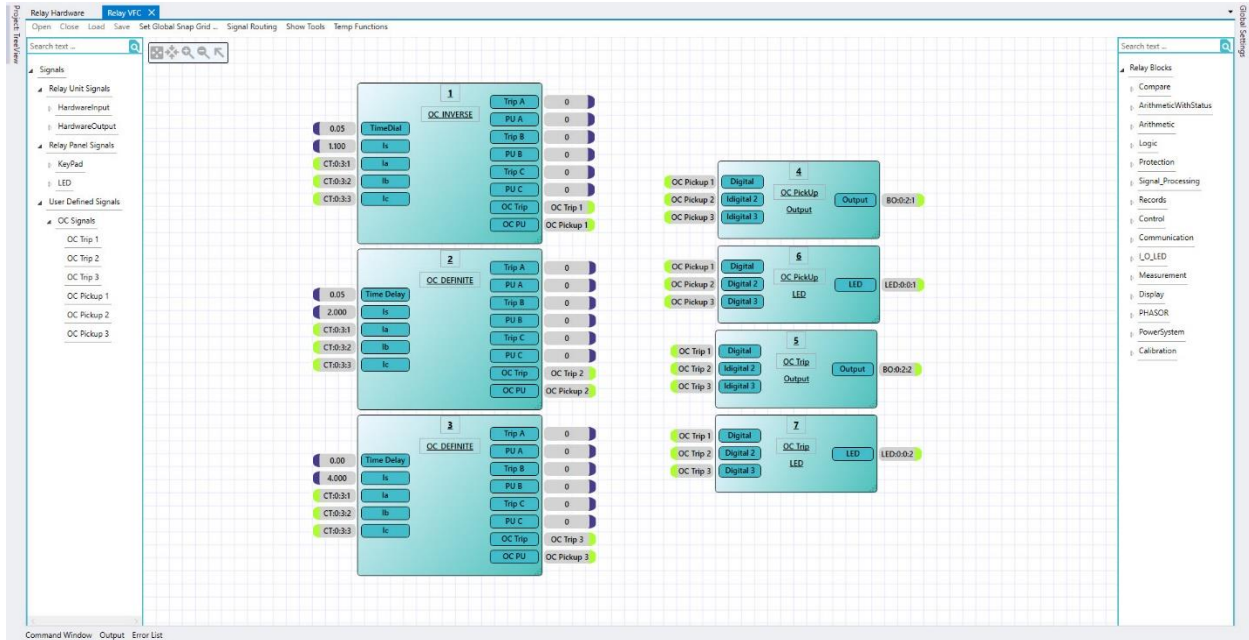 Project: TreeView
Relay Hardware
Relay VFC X
Open Close Load Save Set Global Snap Grid ... Signal Routing Show Tools Temp Functions
Search text ...
Signals
Relay Unit Signals
HardwareInput
HardwareOutput
Relay Panel Signals
KeyPad
LED
User Defined Signals
OC Signals
OC Trip 1
OC Trip 2
OC Trip 3
OC Pickup 1
OC Pickup 2
OC Pickup 3
1
OC INVERSE
0.05 TimeDial
1.100 Is
CT:0:3:1 Ia
CT:0:3:2 Ib
CT:0:3:3 Ic
Trip A 0
PU A 0
Trip B 0
PU B 0
Trip C 0
PU C 0
OC Trip OC Trip 1
OC PU OC Pickup 1
2
OC DEFINITE
0.05 Time Delay
2.000 Is
CT:0:3:1 Ia
CT:0:3:2 Ib
CT:0:3:3 Ic
Trip A 0
PU A 0
Trip B 0
PU B 0
Trip C 0
PU C 0
OC Trip OC Trip 2
OC PU OC Pickup 2
3
OC DEFINITE
0.00 Time Delay
4.000 Is
CT:0:3:1 Ia
CT:0:3:2 Ib
CT:0:3:3 Ic
Trip A 0
PU A 0
Trip B 0
PU B 0
Trip C 0
PU C 0
OC Trip OC Trip 3
OC PU OC Pickup 3
4
OC PickUp
Output
OC Pickup 1 Digital
OC Pickup 2 Idigital 2
OC Pickup 3 Idigital 3
Output BO:0:2:1
6
OC PickUp
LED
OC Pickup 1 Digital
OC Pickup 2 Digital 2
OC Pickup 3 Digital 3
LED LED:0:0:1
5
OC Trip
Output
OC Trip 1 Digital
OC Trip 2 Idigital 2
OC Trip 3 Idigital 3
Output BO:0:2:2
7
OC Trip
LED
OC Trip 1 Digital
OC Trip 2 Digital 2
OC Trip 3 Digital 3
LED LED:0:0:2
Search text ...
Relay Blocks
Compare
ArithmeticWithStatus
Arithmetic
Logic
Protection
Signal_Processing
Records
Control
Communication
I_O_LED
Measurement
Display
PHASOR
PowerSystem
Calibration
Global Settings
Command Window Output Error List